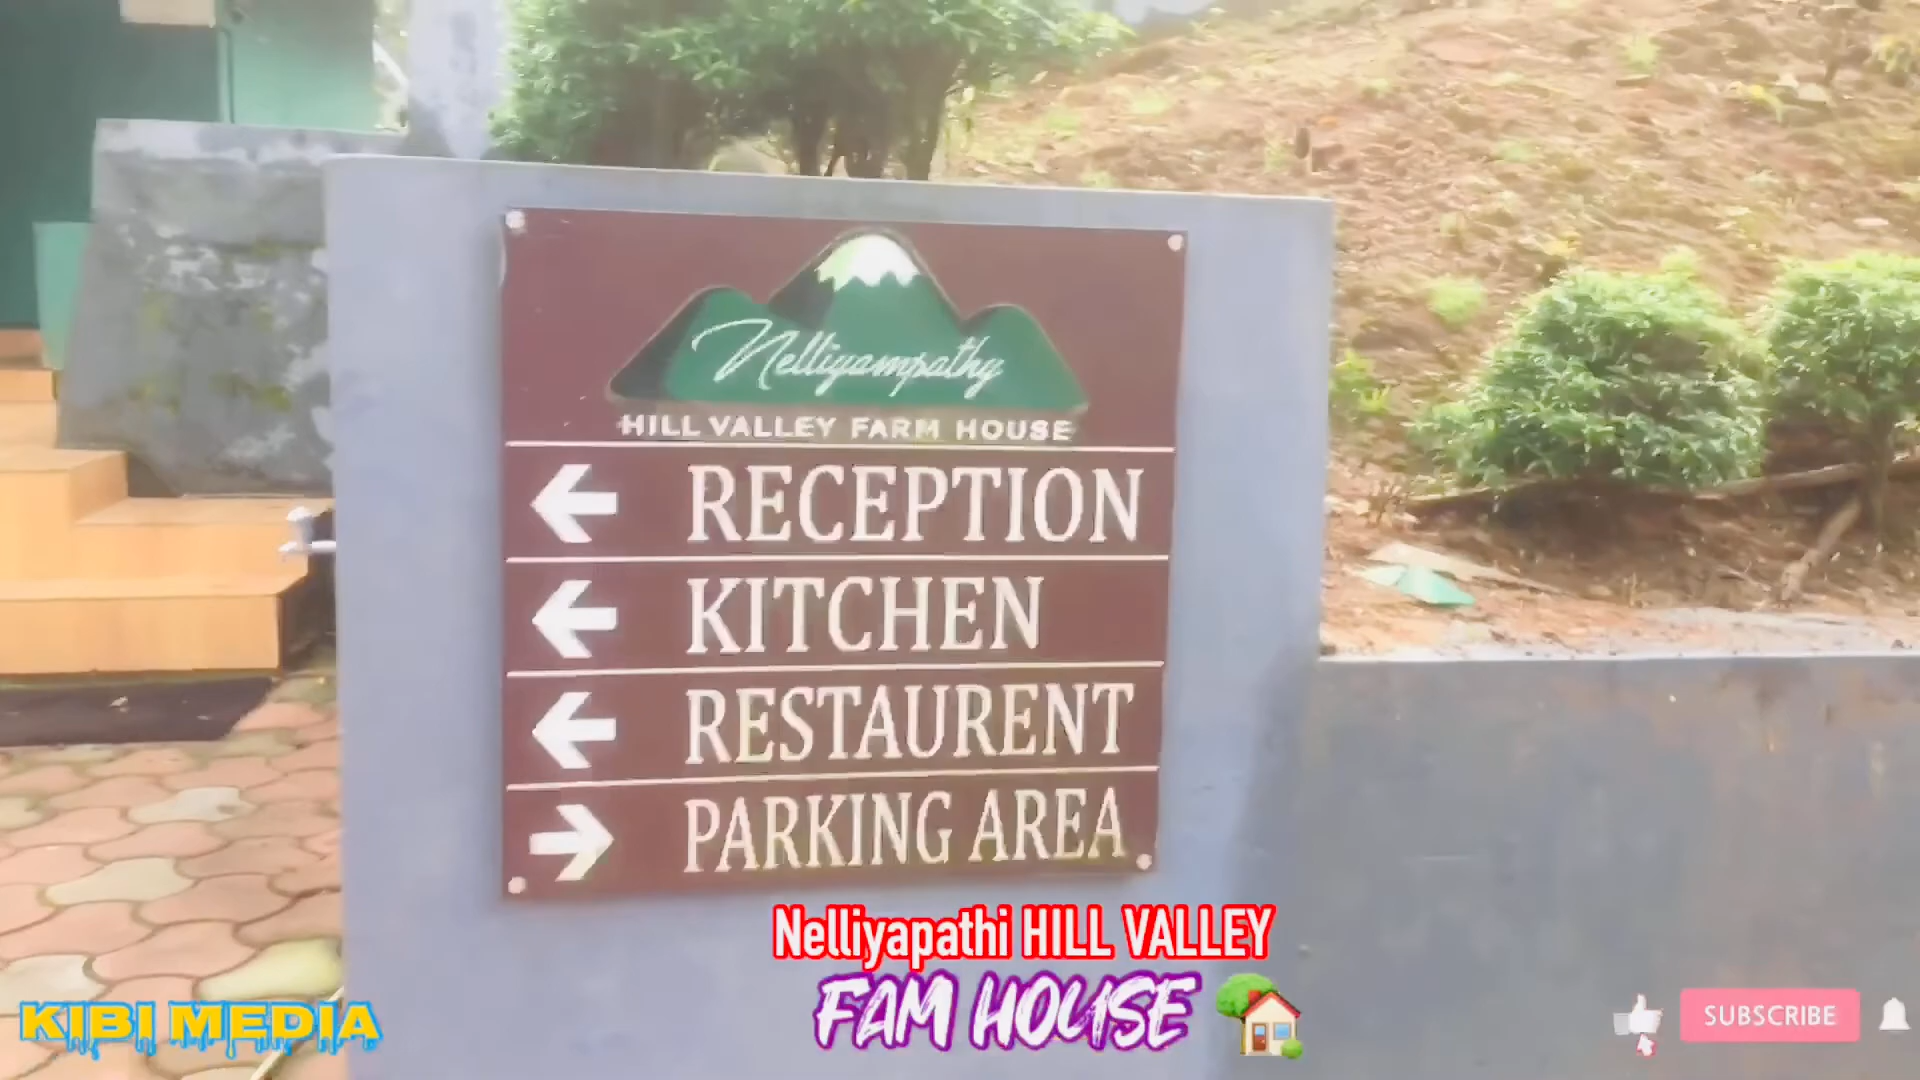 Nelliyampathy
HILL VALLEY FARM HOUSE
RECEPTION
KITCHEN
RESTAURENT
PARKING AREA
Nelliyapathi HILL VALLEY
FAM HOUSE
KIBI MEDIA
SUBSCRIBE